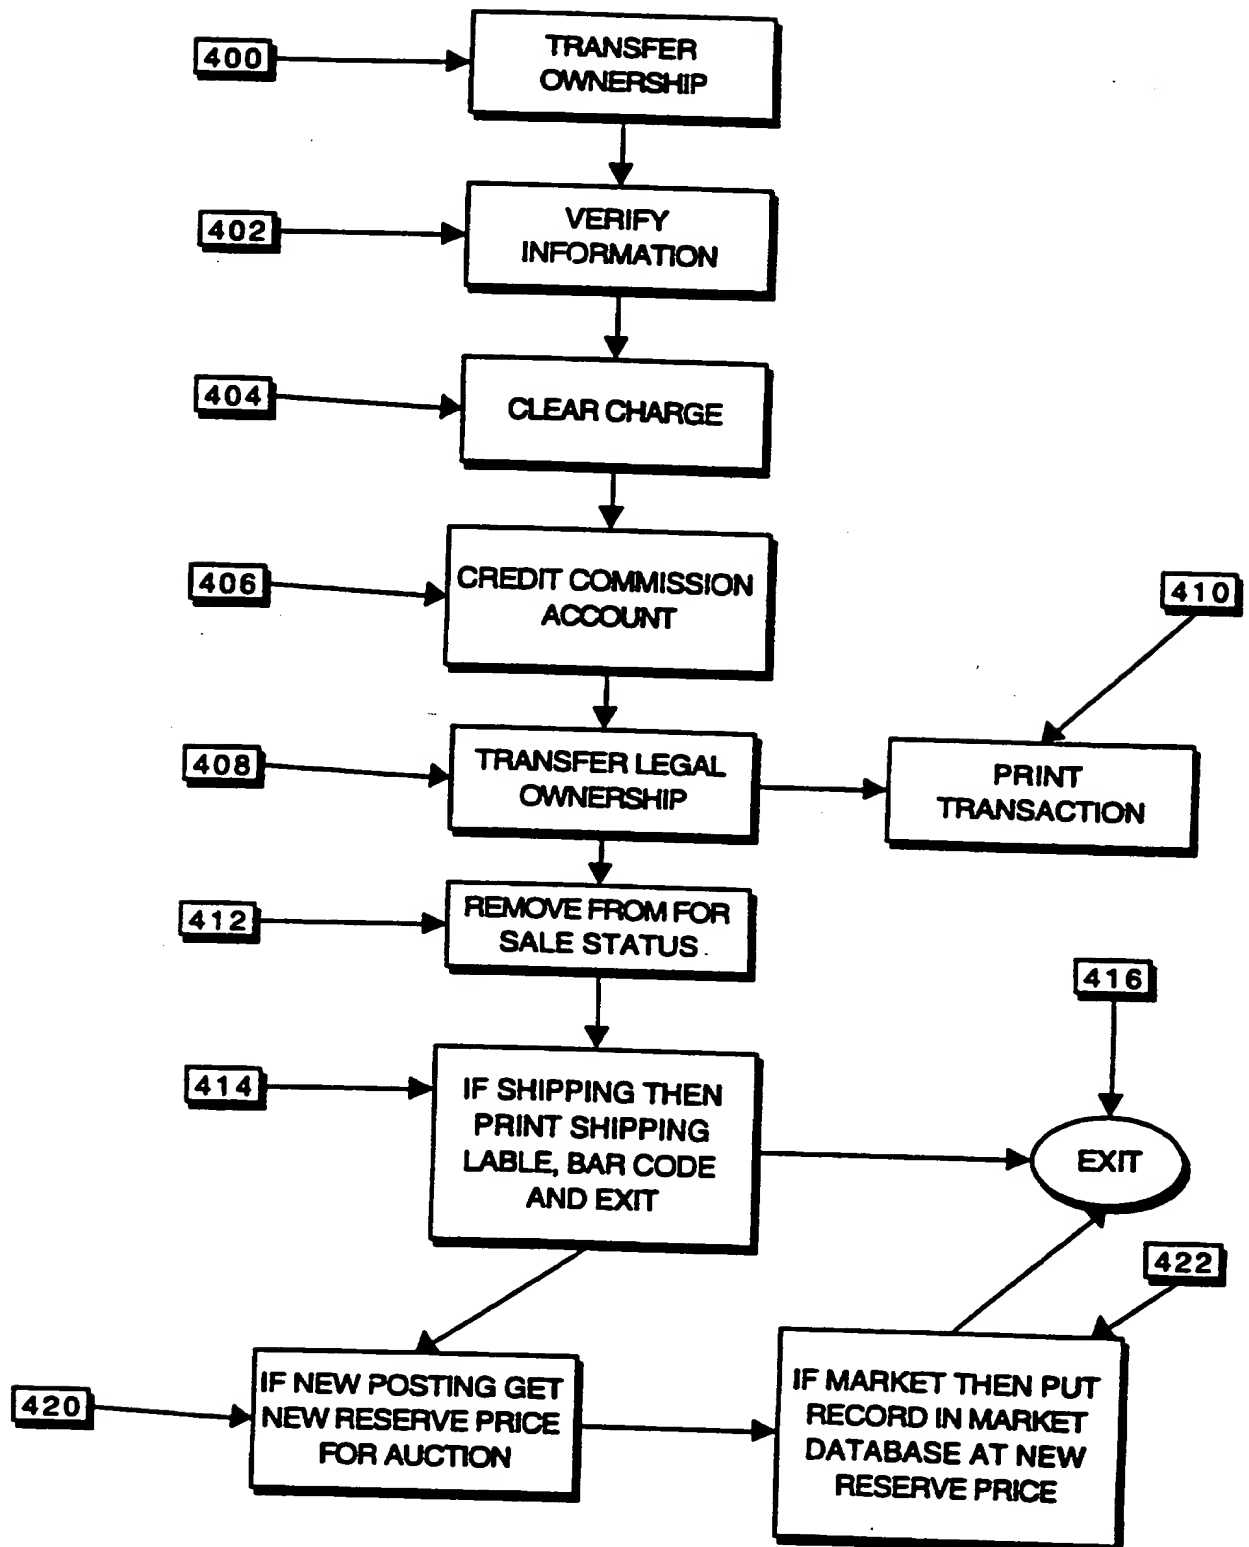 400
TRANSFER
OWNERSHIP
402
VERIFY
INFORMATION
404
CLEAR CHARGE
406
CREDIT COMMISSION
ACCOUNT
410
408
TRANSFER LEGAL
OWNERSHIP
PRINT
TRANSACTION
412
REMOVE FROM FOR
SALE STATUS
416
414
IF SHIPPING THEN
PRINT SHIPPING
LABLE, BAR CODE
AND EXIT
EXIT
422
420
IF NEW POSTING GET
NEW RESERVE PRICE
FOR AUCTION
IF MARKET THEN PUT
RECORD IN MARKET
DATABASE AT NEW
RESERVE PRICE